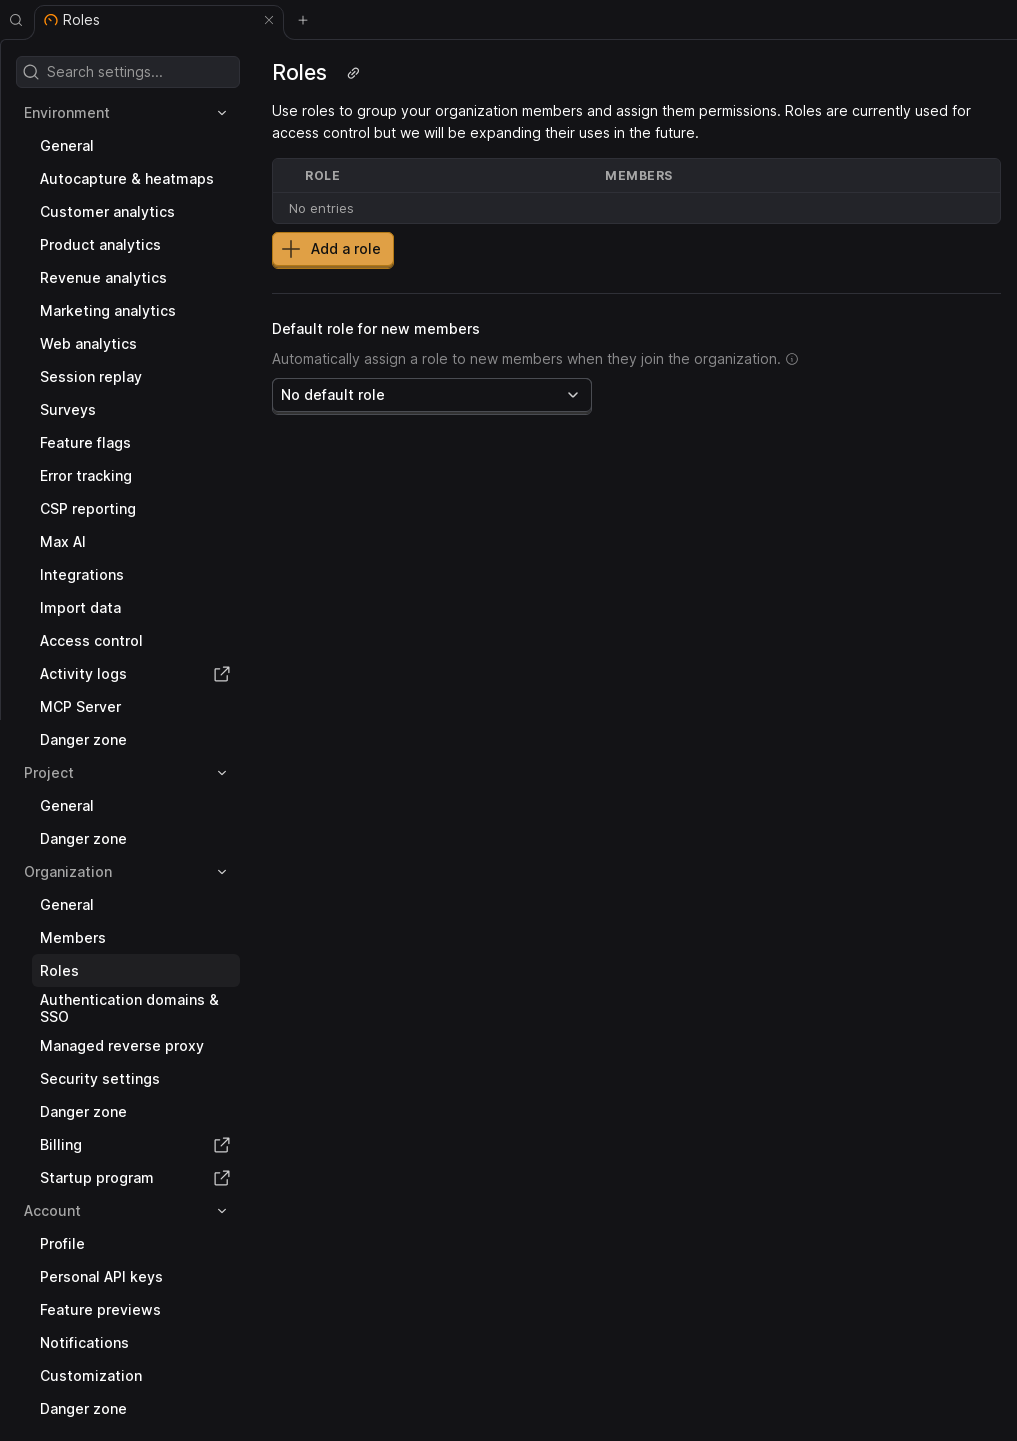 Roles
Search settings...
Environment
General
Autocapture & heatmaps
Customer analytics
Product analytics
Revenue analytics
Marketing analytics
Web analytics
Session replay
Surveys
Feature flags
Error tracking
CSP reporting
Max AI
Integrations
Import data
Access control
Activity logs
MCP Server
Danger zone
Project
General
Danger zone
Organization
General
Members
Roles
Authentication domains &
SSO
Managed reverse proxy
Security settings
Danger zone
Billing
Startup program
Account
Profile
Personal API keys
Feature previews
Notifications
Customization
Danger zone
Roles
Use roles to group your organization members and assign them permissions. Roles are currently used for
access control but we will be expanding their uses in the future.
ROLE MEMBERS
No entries
Add a role
Default role for new members
Automatically assign a role to new members when they join the organization.
No default role